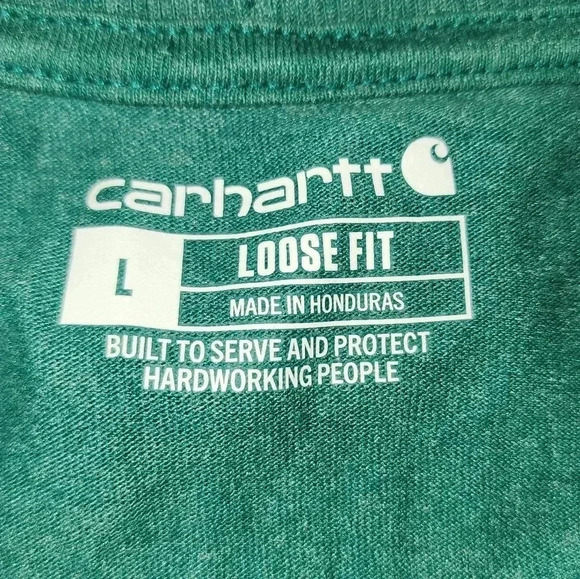 carhartt
L
LOOSE FIT
MADE IN HONDURAS
BUILT TO SERVE AND PROTECT
HARDWORKING PEOPLE